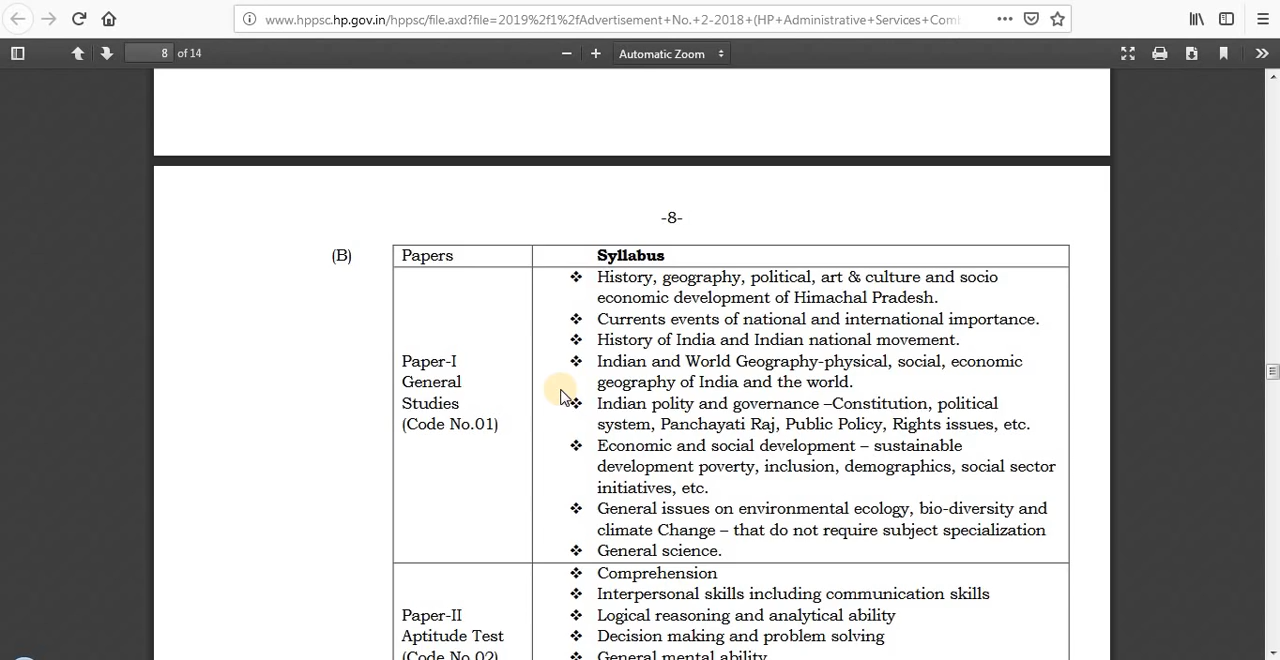 www.hppsc.hp.gov.in/hppsc/file.axd?file=2019%2f1%2fAdvertisement+No.+2-2018+(HP+Administrative+Services+Com
8 of 14
Automatic Zoom
-8-
(B) Papers Syllabus
Paper-I
General
Studies
(Code No.01)
❖ History, geography, political, art & culture and socio
economic development of Himachal Pradesh.
❖ Currents events of national and international importance.
❖ History of India and Indian national movement.
❖ Indian and World Geography-physical, social, economic
geography of India and the world.
❖ Indian polity and governance –Constitution, political
system, Panchayati Raj, Public Policy, Rights issues, etc.
❖ Economic and social development – sustainable
development poverty, inclusion, demographics, social sector
initiatives, etc.
❖ General issues on environmental ecology, bio-diversity and
climate Change – that do not require subject specialization
❖ General science.
Paper-II
Aptitude Test
(Code No.02)
❖ Comprehension
❖ Interpersonal skills including communication skills
❖ Logical reasoning and analytical ability
❖ Decision making and problem solving
❖ General mental ability